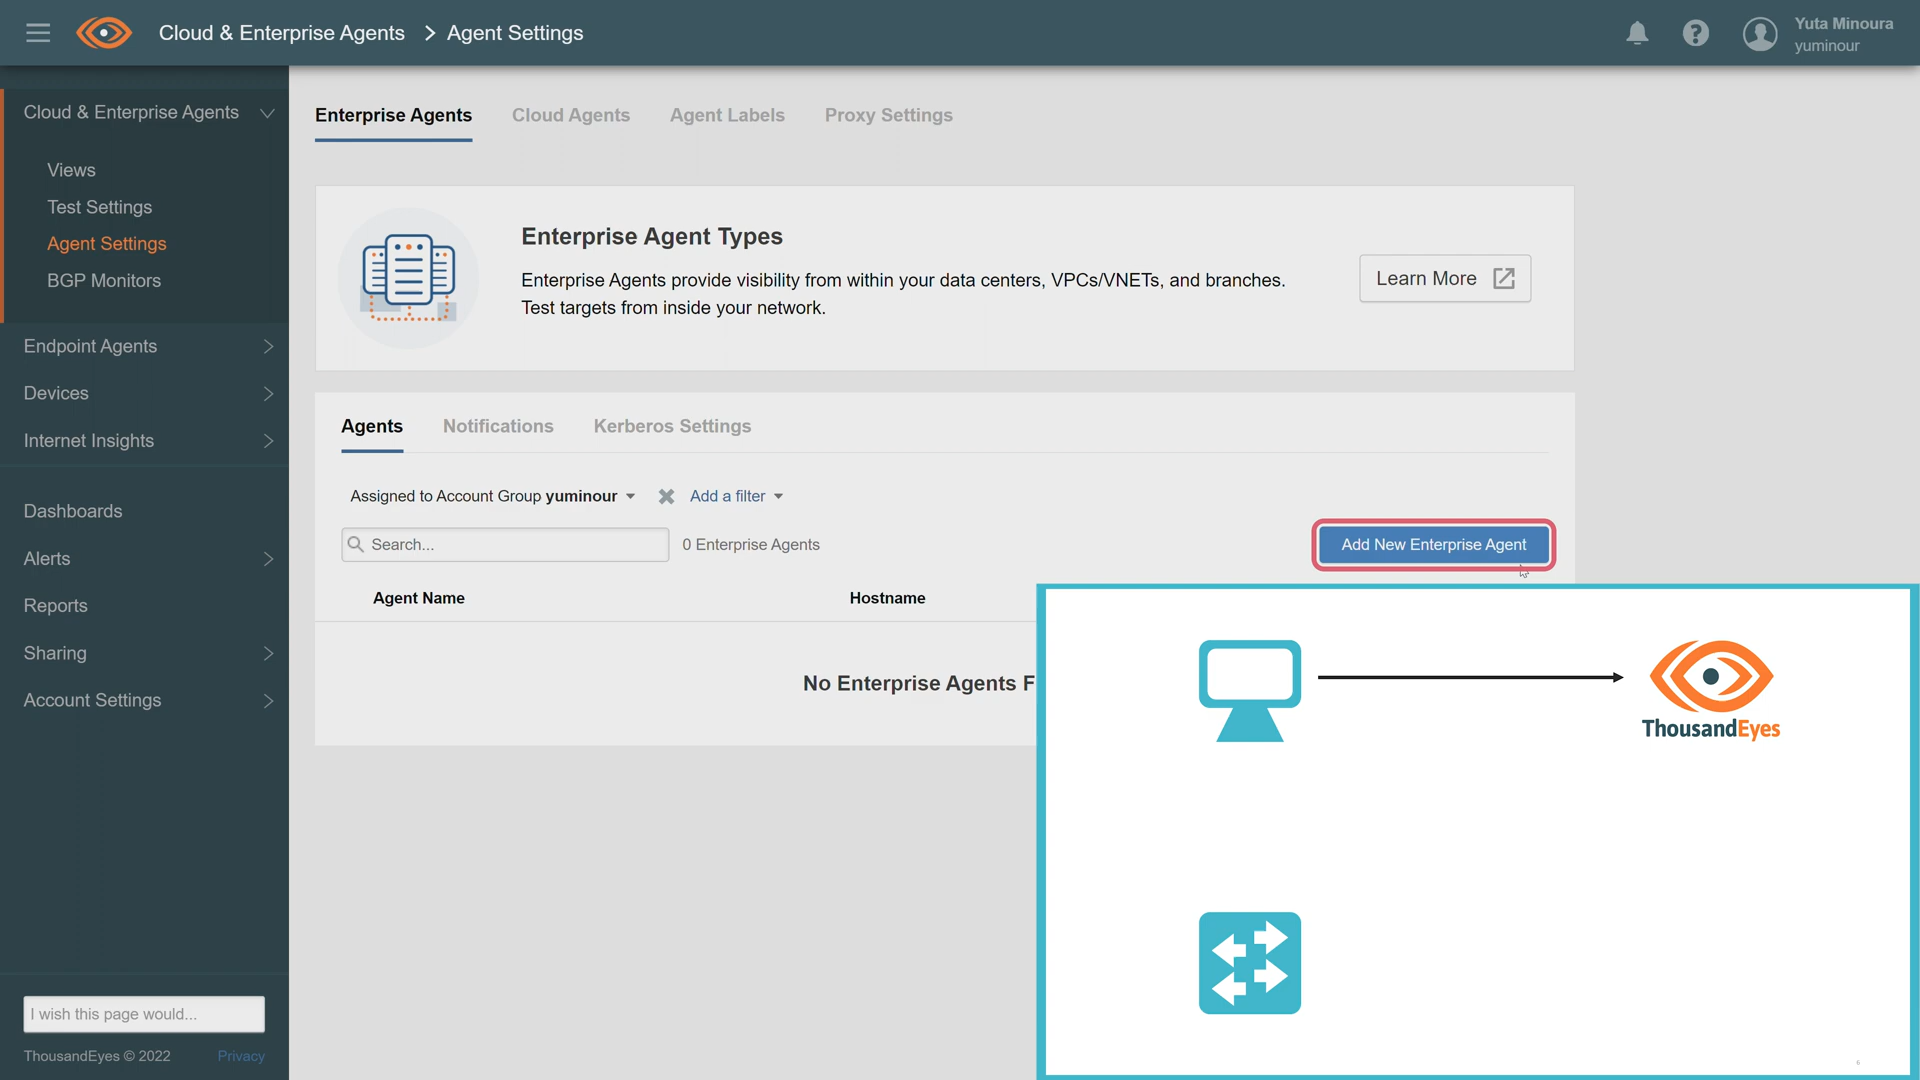 Cloud & Enterprise Agents > Agent Settings
Yuta Minoura
yuminour
Cloud & Enterprise Agents
Views
Test Settings
Agent Settings
BGP Monitors
Endpoint Agents
Devices
Internet Insights
Dashboards
Alerts
Reports
Sharing
Account Settings
I wish this page would...
ThousandEyes © 2022 Privacy
Enterprise Agents Cloud Agents Agent Labels Proxy Settings
Enterprise Agent Types
Enterprise Agents provide visibility from within your data centers, VPCs/VNETs, and branches.
Test targets from inside your network.
Learn More
Agents Notifications Kerberos Settings
Assigned to Account Group yuminour Add a filter
Search... 0 Enterprise Agents Add New Enterprise Agent
Agent Name Hostname
No Enterprise Agents F
ThousandEyes
6